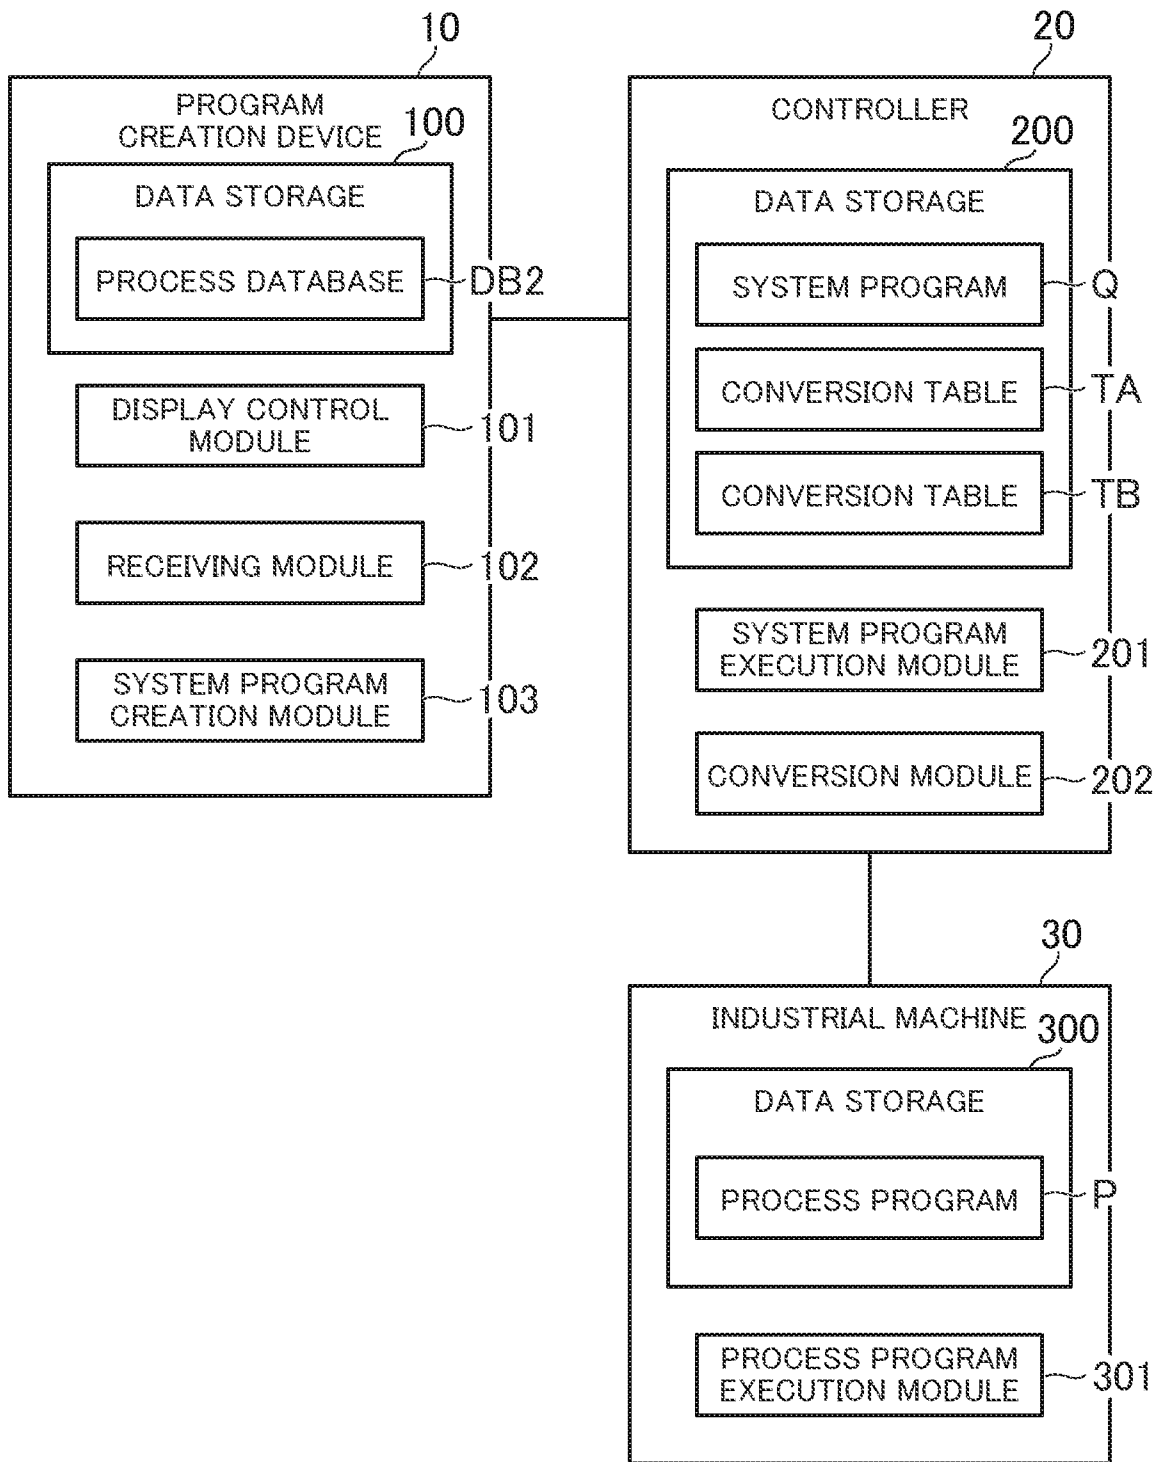 10
PROGRAM
CREATION DEVICE
100
DATA STORAGE
PROCESS DATABASE
DB2
DISPLAY CONTROL
MODULE
101
RECEIVING MODULE
102
SYSTEM PROGRAM
CREATION MODULE
103
20
CONTROLLER
200
DATA STORAGE
SYSTEM PROGRAM
Q
CONVERSION TABLE
TA
CONVERSION TABLE
TB
SYSTEM PROGRAM
EXECUTION MODULE
201
CONVERSION MODULE
202
30
INDUSTRIAL MACHINE
300
DATA STORAGE
PROCESS PROGRAM
P
PROCESS PROGRAM
EXECUTION MODULE
301